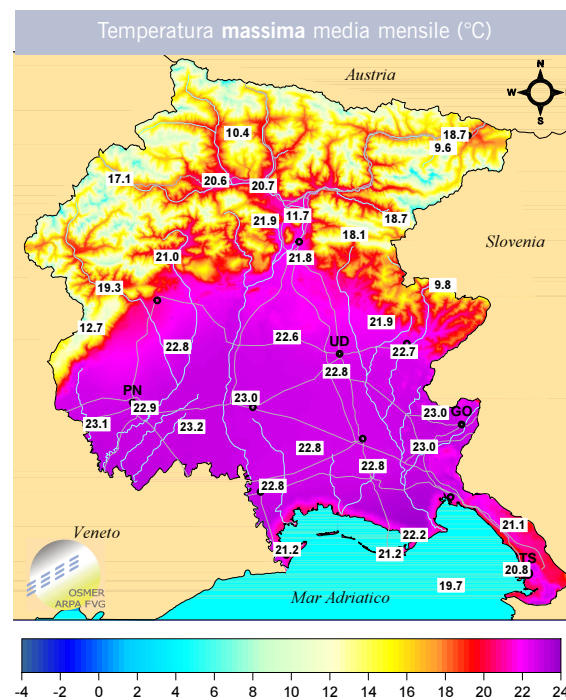 Temperatura massima media mensile (°C)
Austria
N
W E
S
18.7
10.4
9.6
17.1
20.6
20.7
21.9
11.7
18.7
18.1
Slovenia
21.0
21.8
19.3
9.8
12.7
21.9
22.6
UD
22.8
22.7
22.8
PN
23.0
22.9
23.0
GO
23.1
23.2
23.0
22.8
22.8
22.8
21.1
Veneto
22.2
21.2
21.2
TS
20.8
19.7
OSMER
ARPA FVG
Mar Adriatico
-4 -2 0 2 4 6 8 10 12 14 16 18 20 22 24